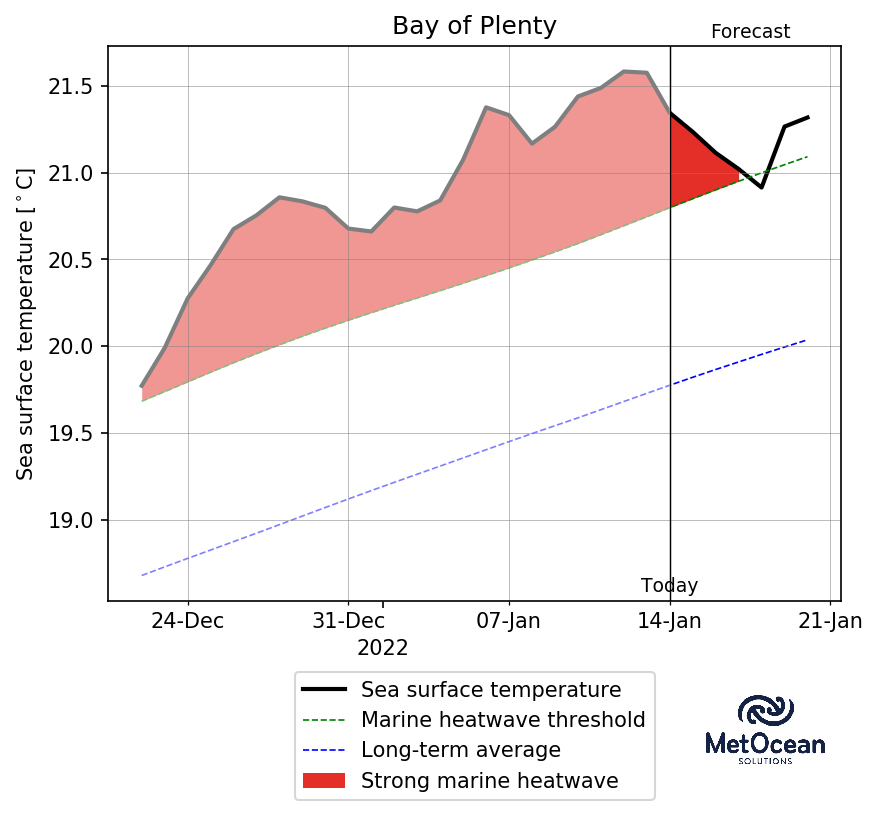 Bay of Plenty
Forecast
Sea surface temperature [°C]
21.5
21.0
20.5
20.0
19.5
19.0
Today
24-Dec 31-Dec 07-Jan 14-Jan 21-Jan
2022
Sea surface temperature
Marine heatwave threshold
Long-term average
Strong marine heatwave
MetOcean
SOLUTIONS